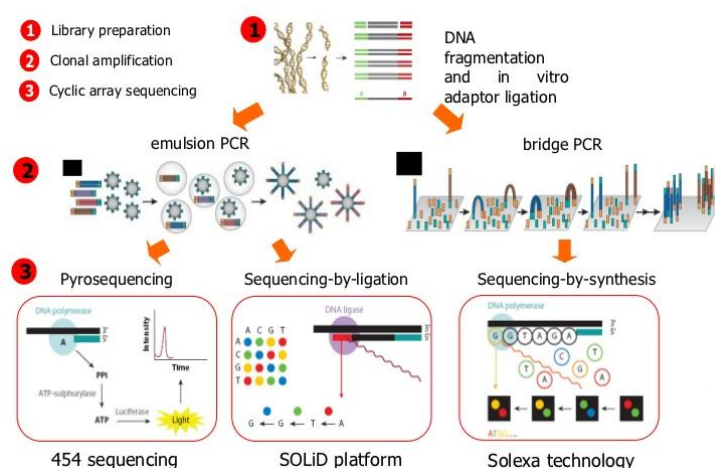 1 Library preparation
2 Clonal amplification
3 Cyclic array sequencing
1
A B
DNA
fragmentation
and in vitro
adaptor ligation
emulsion PCR
bridge PCR
2
3
Pyrosequencing
Sequencing-by-ligation
Sequencing-by-synthesis
DNA polymerase
3'
5'
A
PPi
ATP-sulphurylase
ATP
Luciferase
Light
Intensity
Time
454 sequencing
A C G T
A
C
G
T
DNA ligase
3'
5'
G ← G ← T ← A
SOLiD platform
DNA polymerase
3'
5'
G G T A G A
T C T
A G A
ATGG
Solexa technology